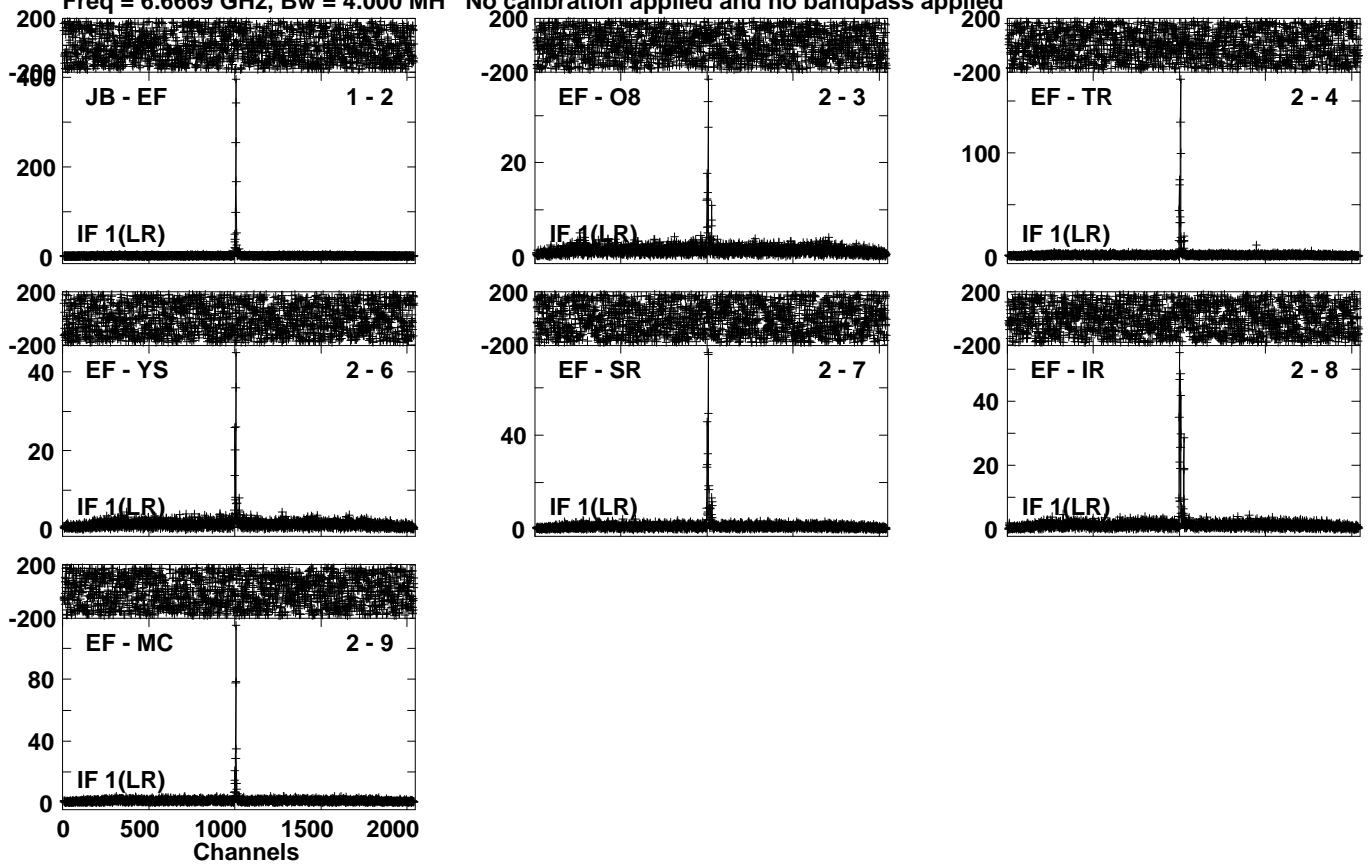 Freq = 6.6669 GHz, Bw = 4.000 MH No calibration applied and no bandpass applied
200 200 200
-200 -200 -200
400
JB - EF 1 - 2 EF - O8 2 - 3 EF - TR 2 - 4
200 20 100
IF 1(LR) IF 1(LR) IF 1(LR)
0 0 0
200 200 200
-200 -200 -200
EF - YS 2 - 6 EF - SR 2 - 7 EF - IR 2 - 8
40 40 40
20 20
IF 1(LR) IF 1(LR) IF 1(LR)
0 0 0
200
-200
EF - MC 2 - 9
80
40
IF 1(LR)
0
0 500 1000 1500 2000
Channels